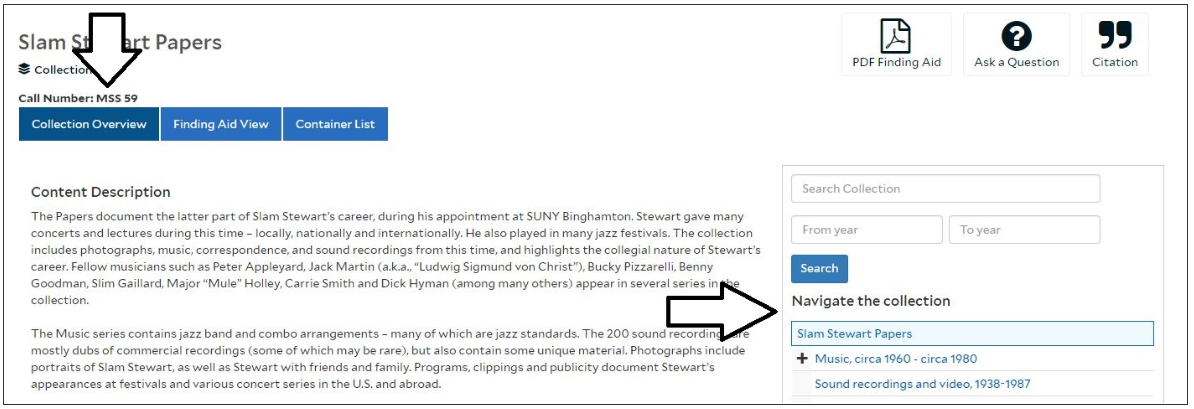 Slam St art Papers
PDF Finding Aid
Ask a Question
Citation
Collection
Call Number: MSS 59
Collection Overview
Finding Aid View
Container List
Content Description
The Papers document the latter part of Slam Stewart's career, during his appointment at SUNY Binghamton. Stewart gave many
concerts and lectures during this time – locally, nationally and internationally. He also played in many jazz festivals. The collection
includes photographs, music, correspondence, and sound recordings from this time, and highlights the collegial nature of Stewart's
career. Fellow musicians such as Peter Appleyard, Jack Martin (a.k.a., "Ludwig Sigmund von Christ"), Bucky Pizzarelli, Benny
Goodman, Slim Gaillard, Major "Mule" Holley, Carrie Smith and Dick Hyman (among many others) appear in several series in the
collection.
The Music series contains jazz band and combo arrangements – many of which are jazz standards. The 200 sound recordings are
mostly dubs of commercial recordings (some of which may be rare), but also contain some unique material. Photographs include
portraits of Slam Stewart, as well as Stewart with friends and family. Programs, clippings and publicity document Stewart's
appearances at festivals and various concert series in the U.S. and abroad.
Search Collection
From year
To year
Search
Navigate the collection
Slam Stewart Papers
Music, circa 1960 - circa 1980
Sound recordings and video, 1938-1987